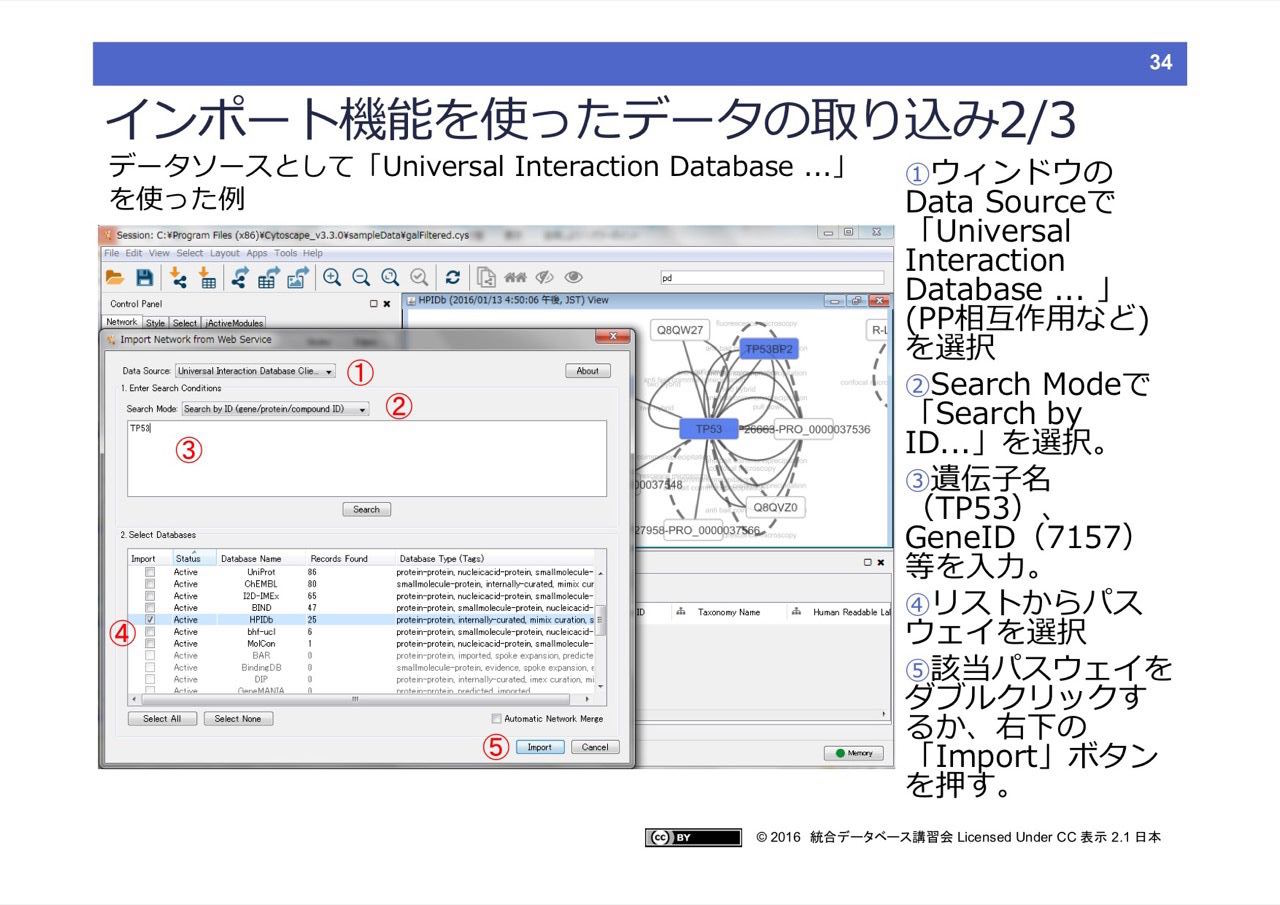 34
インポート機能を使ったデータの取り込み2/3
データソースとして「Universal Interaction Database ...」
を使った例
Session: C:¥Program Files (x86)¥Cytoscape_v3.3.0¥sampleData¥galFiltered.cys
File Edit View Select Layout Apps Tools Help
pd
Control Panel
Network Style Select jActiveModules
HPIDb (2016/01/13 4:50:06 午後, JST) View
Import Network from Web Service
Data Source: Universal Interaction Database Clie... ① About
1. Enter Search Conditions
Search Mode: Search by ID (gene/protein/compound ID) ②
TP53
③
Search
2. Select Databases
Import Status Database Name Records Found Database Type (Tags)
Active UniProt 86 protein-protein, nucleicacid-protein, smallmolecule-
Active ChEMBL 80 smallmolecule-protein, internally-curated, mimix cur
Active I2D-IMEx 65 protein-protein, smallmolecule-protein, nucleicacid-
Active BIND 47 protein-protein, smallmolecule-protein, nucleicacid-
Active HPIDb 25 protein-protein, internally-curated, mimix curation, s
④
Active bhf-ucl 6 protein-protein, smallmolecule-protein, nucleicacid-
Active MolCon 1 protein-protein, nucleicacid-protein, smallmolecule-
Active BAR 0 protein-protein, imported, spoke expansion, predicte
Active BindingDB 0 smallmolecule-protein, evidence, spoke expansion, e
Active DIP 0 protein-protein, internally-curated, imex curation, mi
Active GeneMANIA 0 protein-protein, predicted, imported
Select All Select None Automatic Network Merge
⑤ Import Cancel
Q8QW27
TP53BP2
R-L
TP53
26663-PRO_0000037536
00037548
Q8QVZ0
27958-PRO_0000037566
ID Taxonomy Name Human Readable Lal
Memory
①ウィンドウの
Data Sourceで
「Universal
Interaction
Database ... 」
(PP相互作用など)
を選択
②Search Modeで
「Search by
ID...」を選択。
③遺伝子名
（TP53）、
GeneID（7157）
等を入力。
④リストからパス
ウェイを選択
⑤該当パスウェイを
ダブルクリックす
るか、右下の
「Import」ボタン
を押す。
cc BY
© 2016 統合データベース講習会 Licensed Under CC 表示 2.1 日本